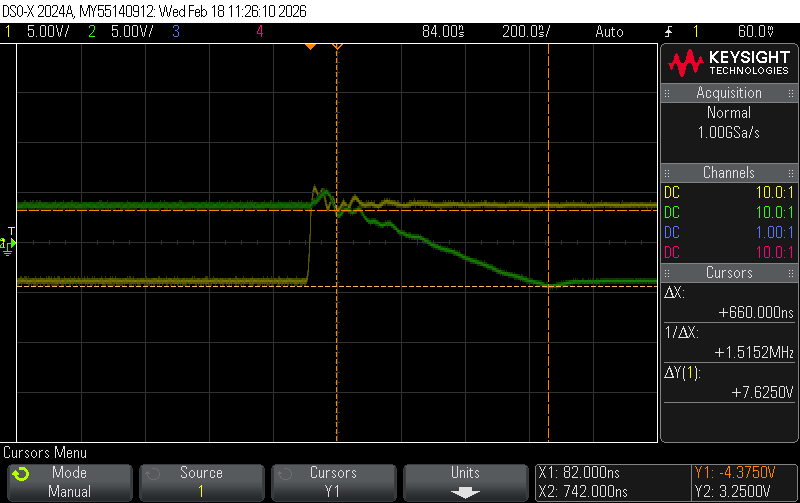 DSO-X 2024A, MY55140912: Wed Feb 18 11:26:10 2026
1 5.00V/ 2 5.00V/ 3 4 84.00ns 200.0ns/ Auto 1 60.0mV
KEYSIGHT
TECHNOLOGIES
Acquisition
Normal
1.00GSa/s
Channels
DC 10.0:1
DC 10.0:1
DC 1.00:1
DC 10.0:1
Cursors
ΔX:
+660.000ns
1/ΔX:
+1.5152MHz
ΔY(1):
+7.6250V
T
Cursors Menu
Mode
Manual
Source
1
Cursors
Y1
Units
X1: 82.000ns
X2: 742.000ns
Y1: -4.3750V
Y2: 3.2500V